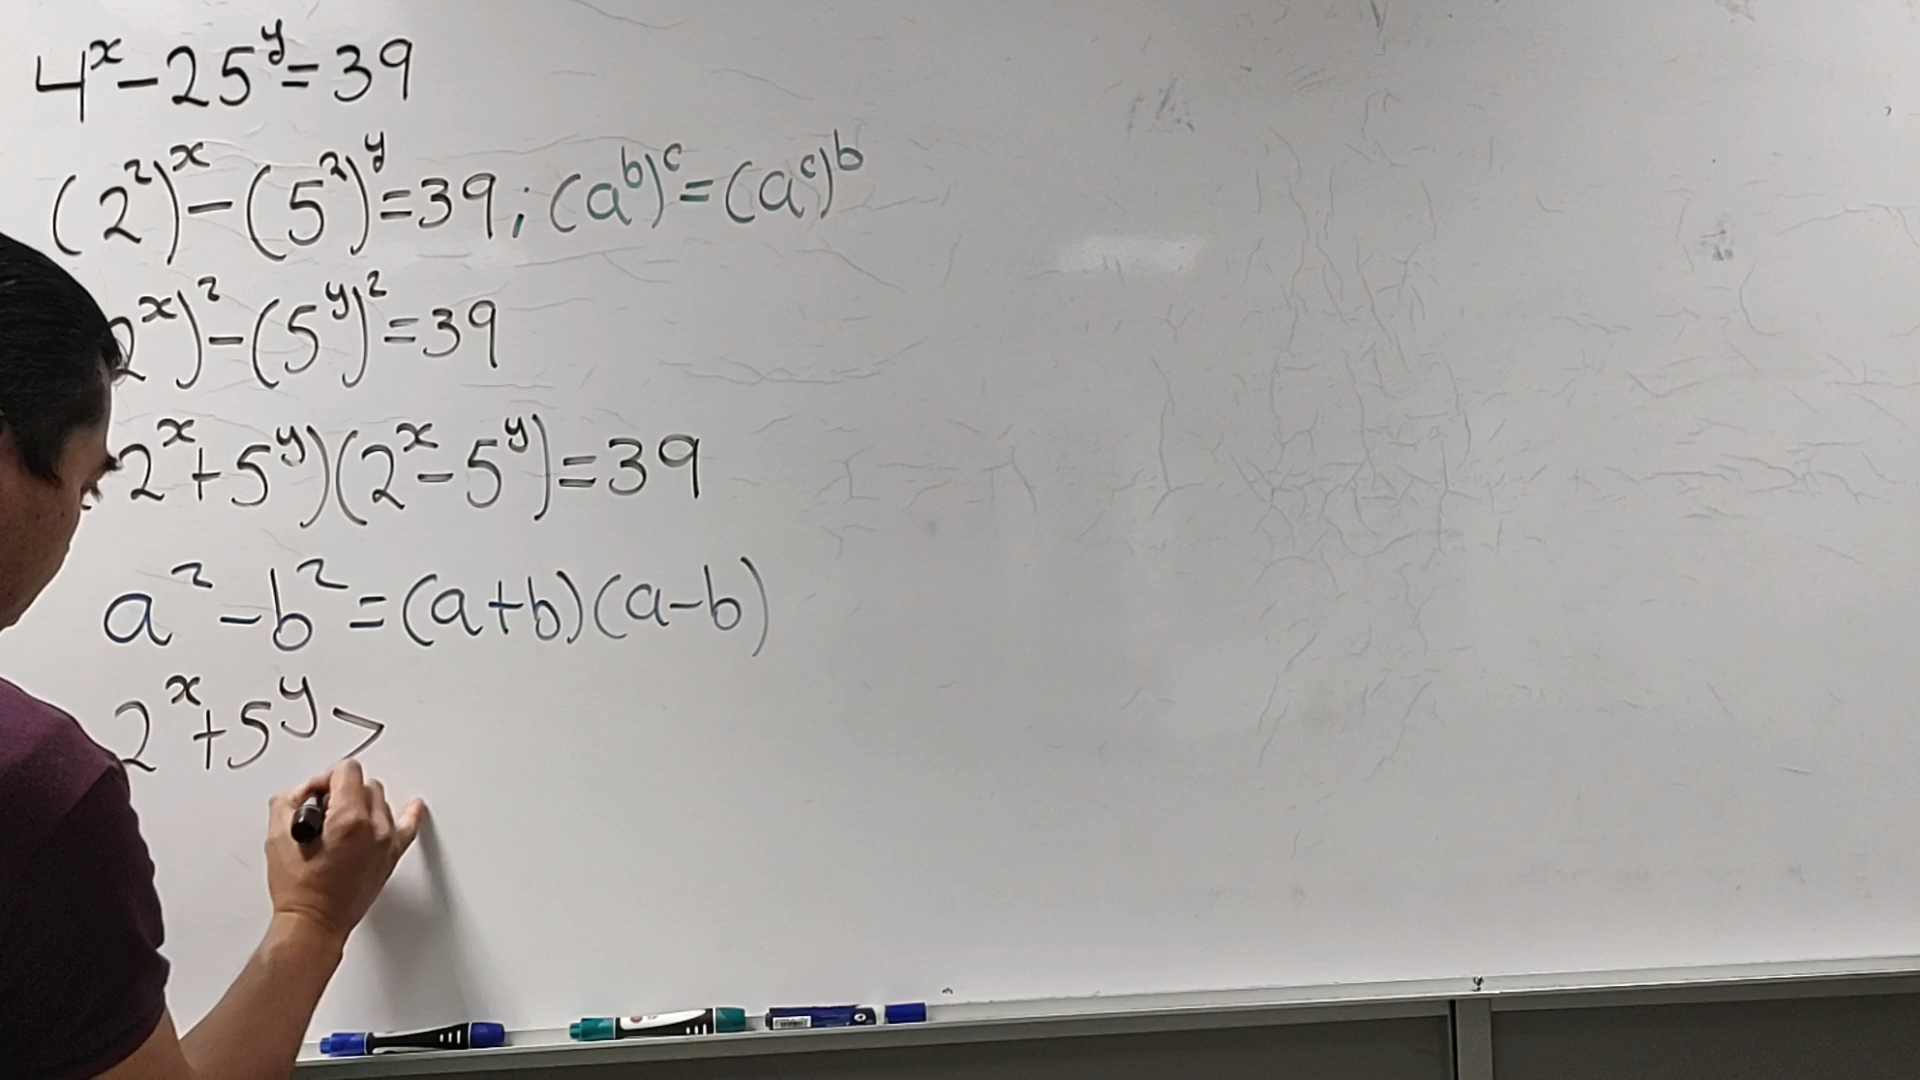 4^x-25^y=39
(2^2)^x-(5^2)^y=39; (a^b)^c=(a^c)^b
2^x)^2-(5^y)^2=39
2^x+5^y)(2^x-5^y)=39
a^2-b^2=(a+b)(a-b)
2^x+5^y>